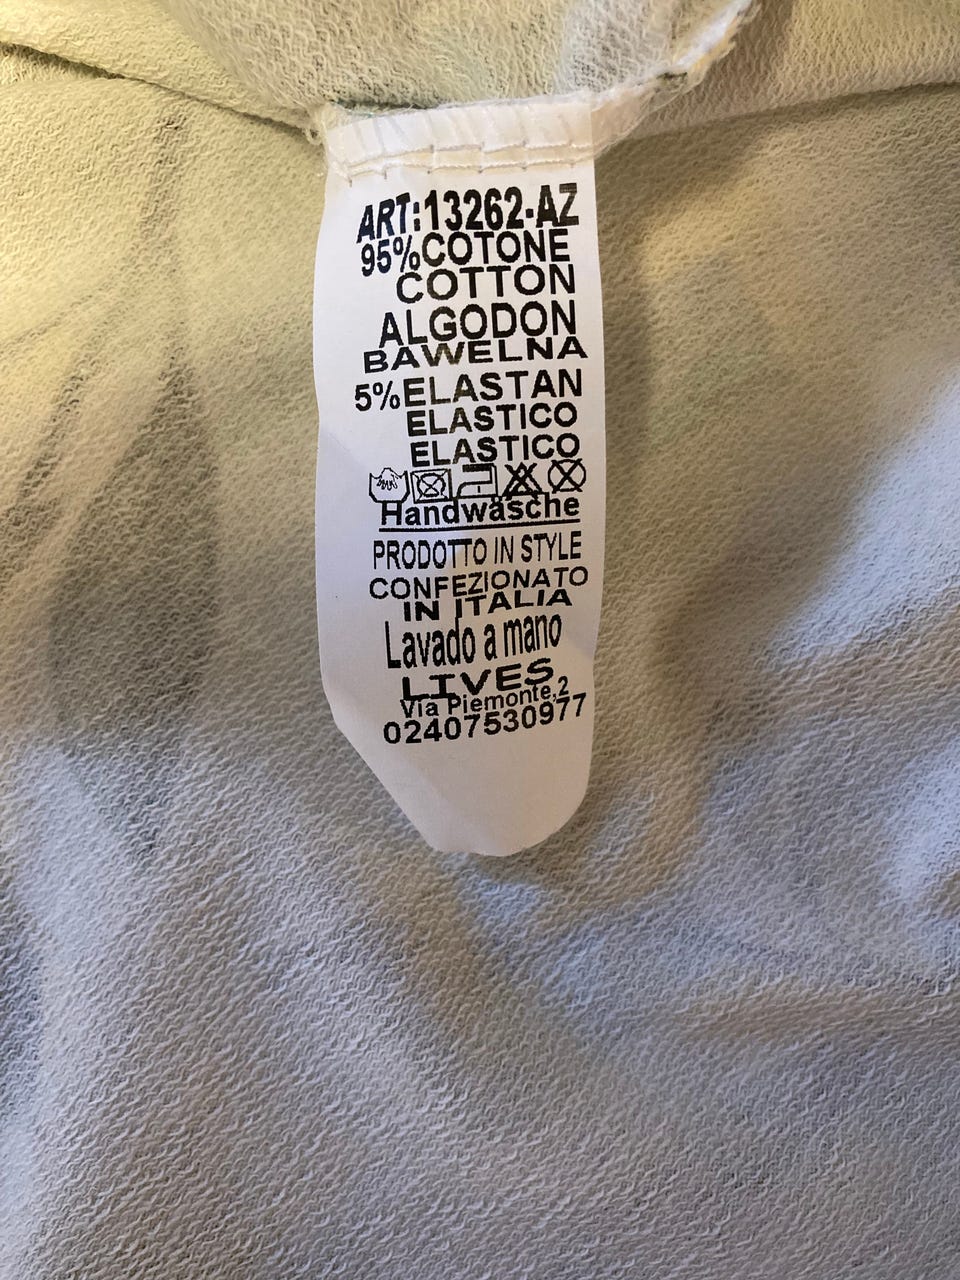 ART:13262-AZ
95%COTONE
COTTON
ALGODON
BAWELNA
5%ELASTAN
ELASTICO
ELASTICO
Handwäsche
PRODOTTO IN STYLE
CONFEZIONATO
IN ITALIA
Lavado a mano
LIVES
Via Piemonte,2
02407530977